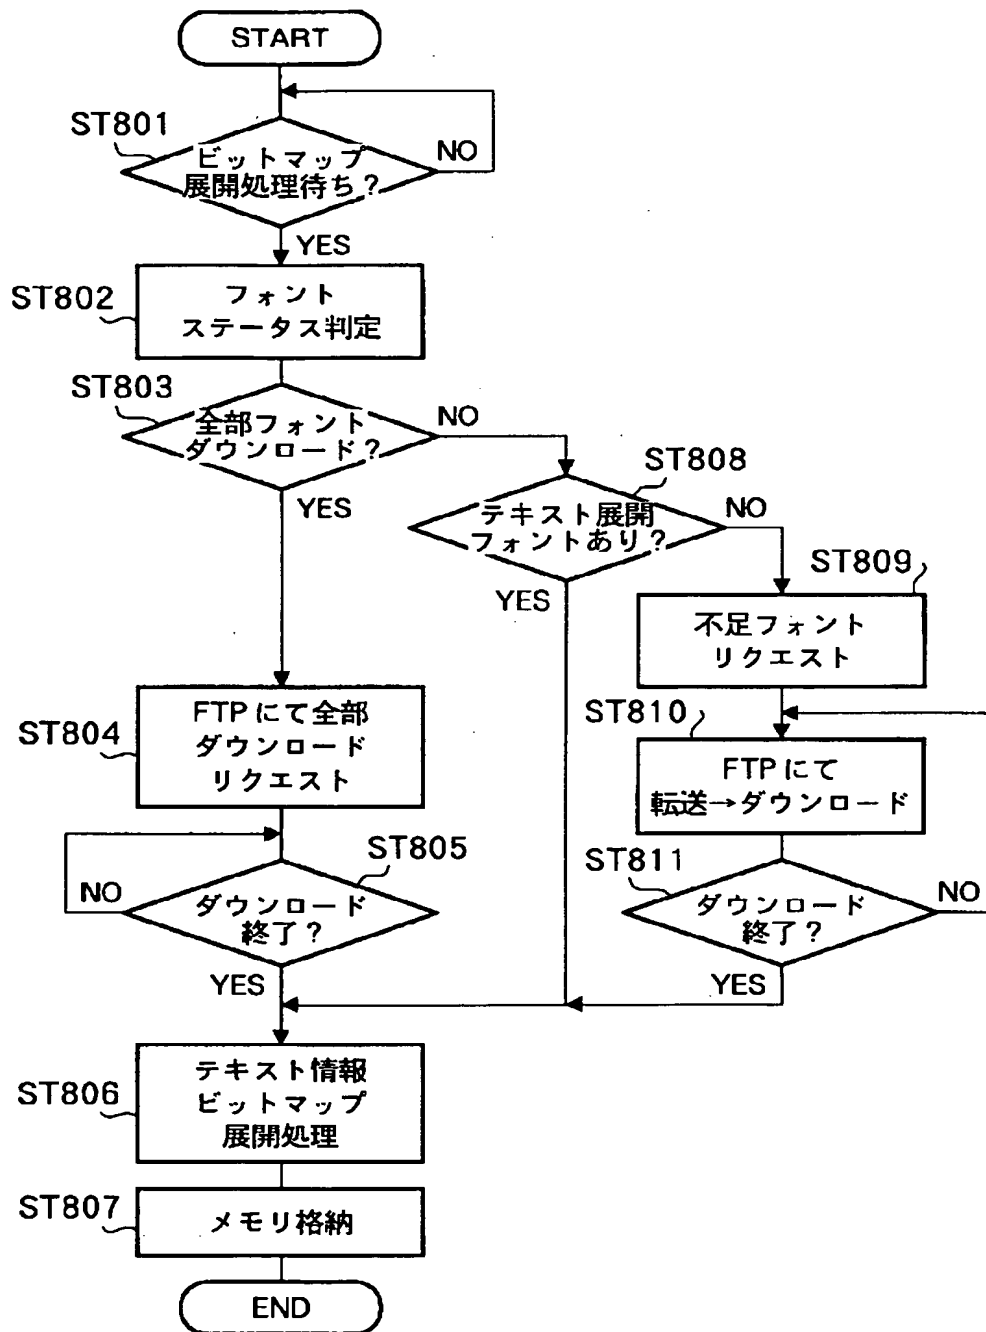 START
ST801
ビットマップ
展開処理待ち?
NO
YES
ST802
フォント
ステータス判定
ST803
全部フォント
ダウンロード?
NO
YES
ST808
テキスト展開
フォントあり?
NO
YES
ST809
不足フォント
リクエスト
ST804
FTPにて全部
ダウンロード
リクエスト
ST810
FTPにて
転送→ダウンロード
ST805
ダウンロード
終了?
NO
YES
ST811
ダウンロード
終了?
NO
YES
ST806
テキスト情報
ビットマップ
展開処理
ST807
メモリ格納
END